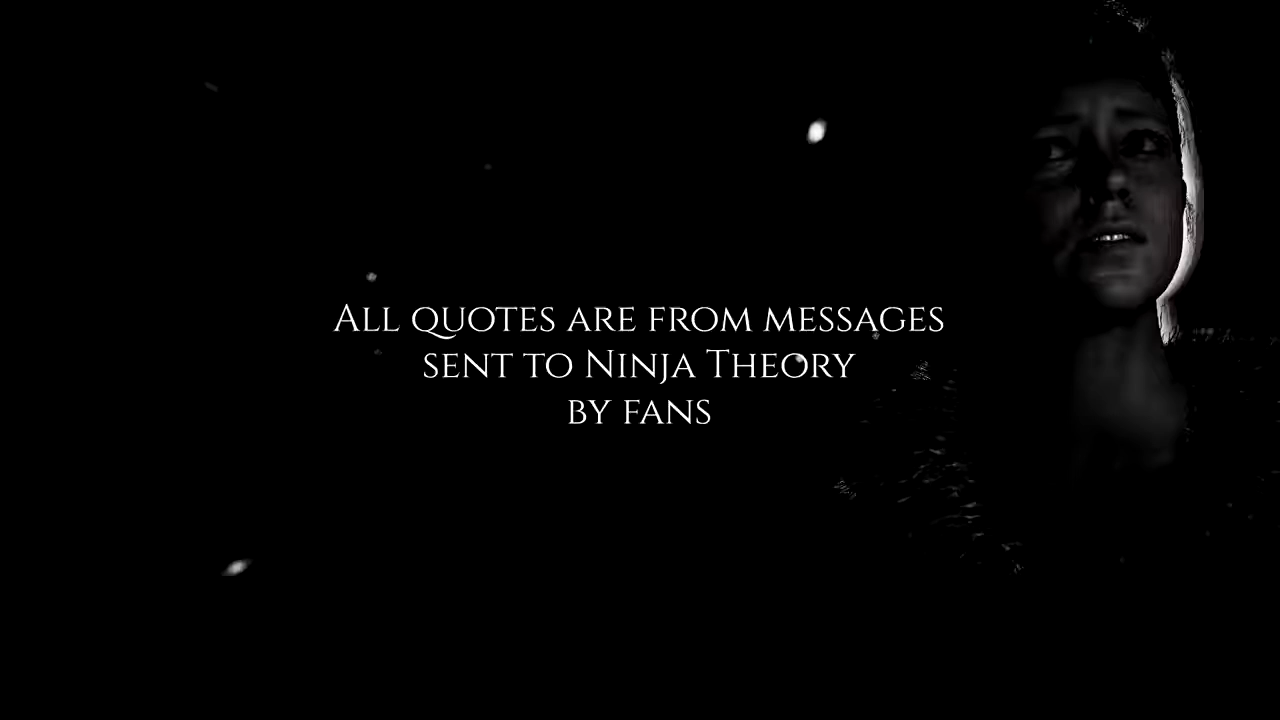 All quotes are from messages
sent to Ninja Theory
by fans